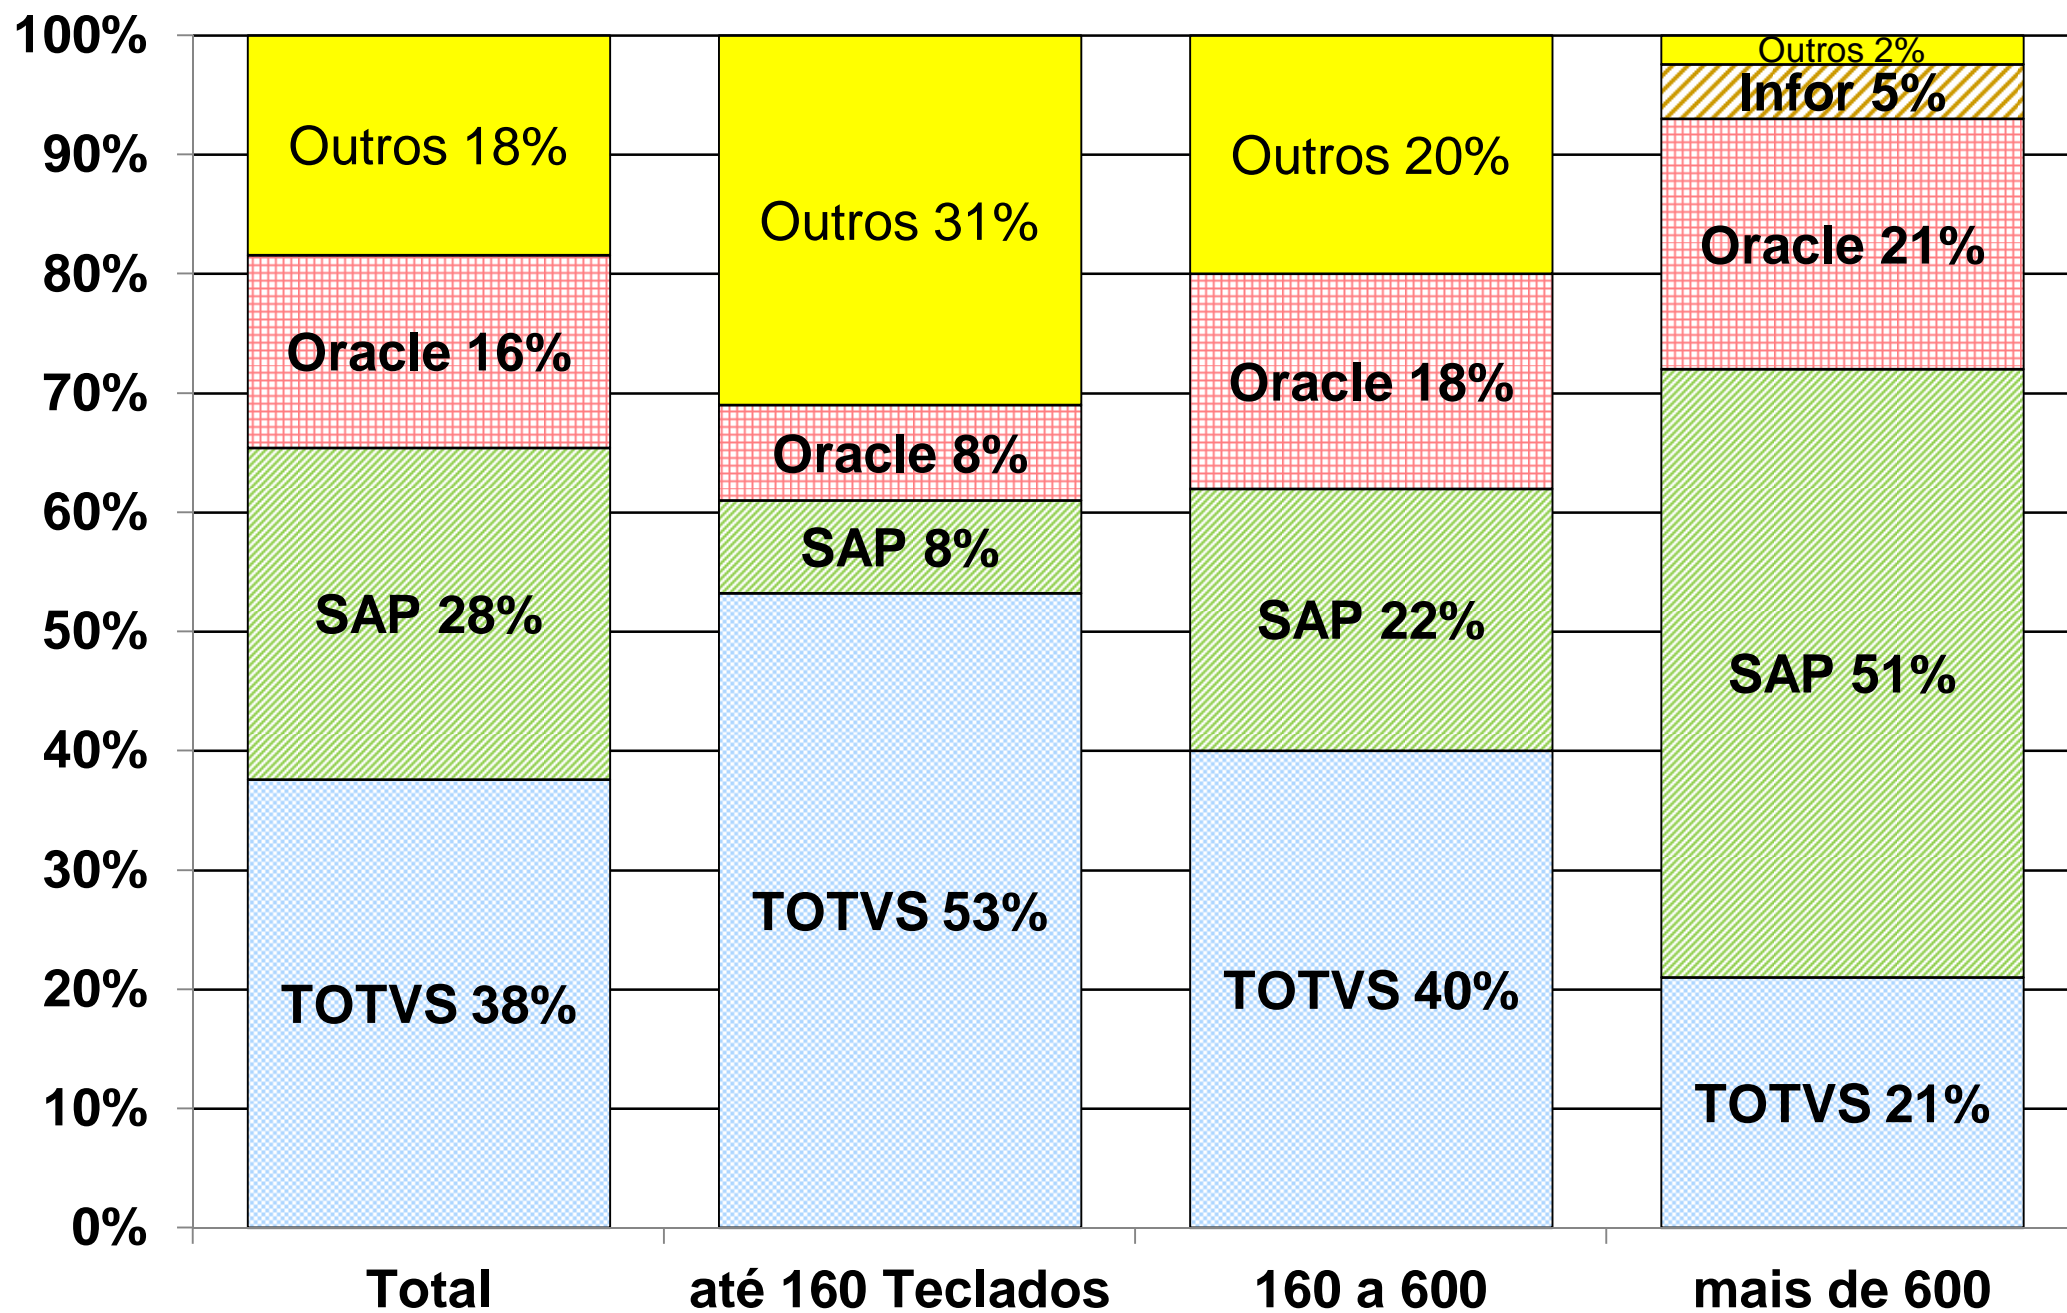 100%
90%
80%
70%
60%
50%
40%
30%
20%
10%
0%
Outros 18%
Oracle 16%
SAP 28%
TOTVS 38%
Outros 31%
Oracle 8%
SAP 8%
TOTVS 53%
Outros 20%
Oracle 18%
SAP 22%
TOTVS 40%
Outros 2%
Infor 5%
Oracle 21%
SAP 51%
TOTVS 21%
Total
até 160 Teclados
160 a 600
mais de 600